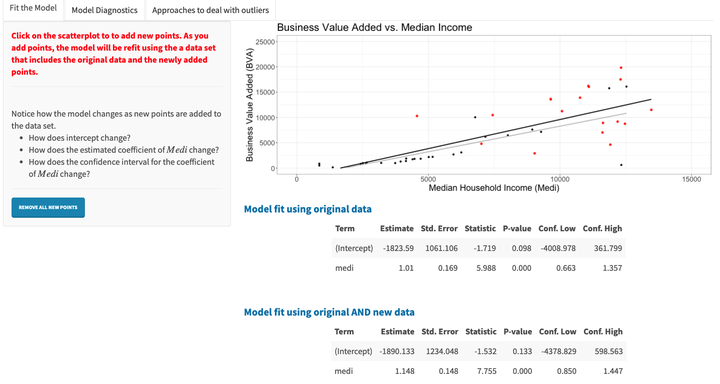 Fit the Model
Model Diagnostics
Approaches to deal with outliers
Click on the scatterplot to to add new points. As you
add points, the model will be refit using the a data set
that includes the original data and the newly added
points.
Notice how the model changes as new points are added to
the data set.
• How does intercept change?
• How does the estimated coefficient of Medi change?
• How does the confidence interval for the coefficient
of Medi change?
REMOVE ALL NEW POINTS
Business Value Added vs. Median Income
Business Value Added (BVA)
25000
20000
15000
10000
5000
0
0 5000 10000 15000
Median Household Income (Medi)
Model fit using original data
Term Estimate Std. Error Statistic P-value Conf. Low Conf. High
(Intercept) -1823.59 1061.106 -1.719 0.098 -4008.978 361.799
medi 1.01 0.169 5.988 0.000 0.663 1.357
Model fit using original AND new data
Term Estimate Std. Error Statistic P-value Conf. Low Conf. High
(Intercept) -1890.133 1234.048 -1.532 0.133 -4378.829 598.563
medi 1.148 0.148 7.755 0.000 0.850 1.447